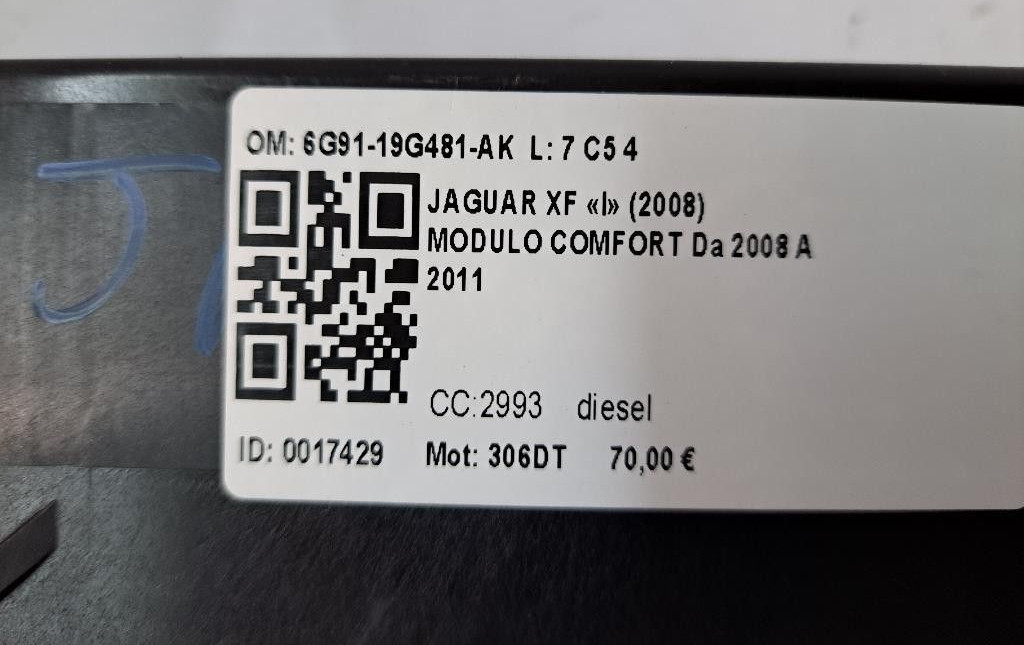 OM: 6G91-19G481-AK L: 7 C5 4
JAGUAR XF «I» (2008)
MODULO COMFORT Da 2008 A
2011
CC:2993 diesel
ID: 0017429 Mot: 306DT 70,00 €